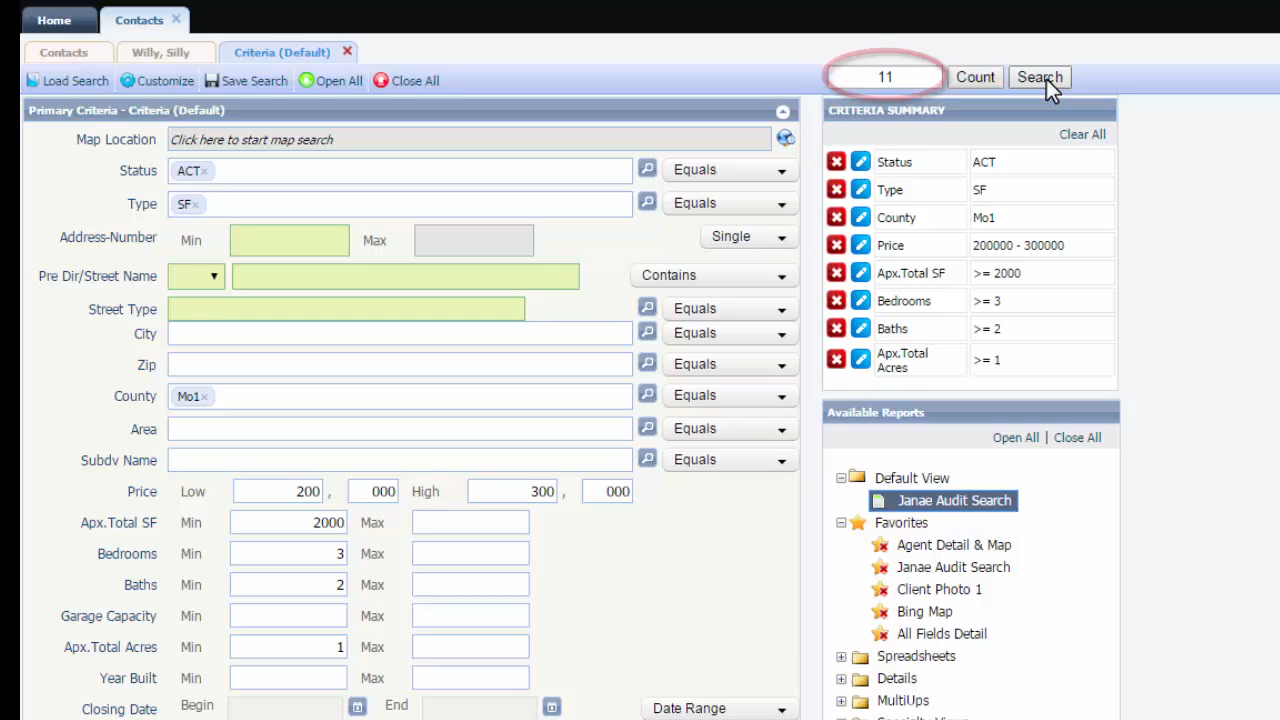 Home Contacts
Contacts Willy, Silly Criteria (Default)
Load Search Customize Save Search Open All Close All 11 Count Search
Primary Criteria - Criteria (Default)
Map Location Click here to start map search
Status ACT Equals
Type SF Equals
Address-Number Min Max Single
Pre Dir/Street Name Contains
Street Type Equals
City Equals
Zip Equals
County Mo1 Equals
Area Equals
Subdv Name Equals
Price Low 200 , 000 High 300 , 000
Apx.Total SF Min 2000 Max
Bedrooms Min 3 Max
Baths Min 2 Max
Garage Capacity Min Max
Apx.Total Acres Min 1 Max
Year Built Min Max
Closing Date Begin End Date Range
CRITERIA SUMMARY
Clear All
Status ACT
Type SF
County Mo1
Price 200000 - 300000
Apx.Total SF >= 2000
Bedrooms >= 3
Baths >= 2
Apx.Total
Acres >= 1
Available Reports
Open All | Close All
Default View
Janae Audit Search
Favorites
Agent Detail & Map
Janae Audit Search
Client Photo 1
Bing Map
All Fields Detail
Spreadsheets
Details
MultiUps